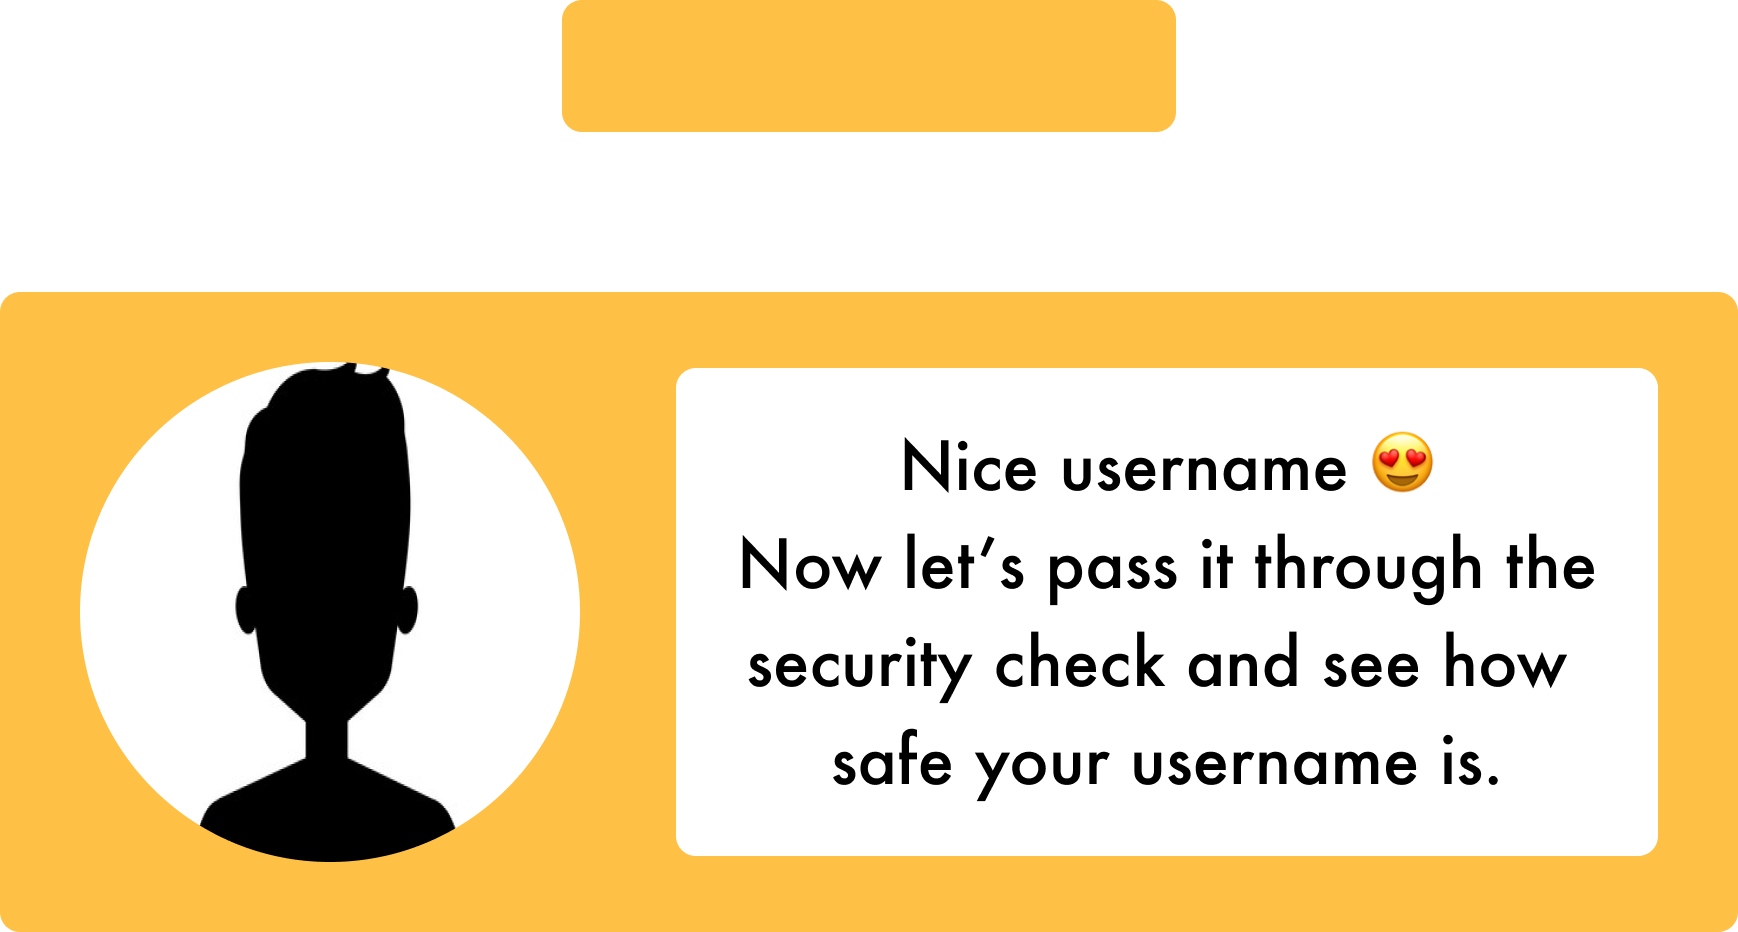 Nice username 😍
Now let’s pass it through the
security check and see how
safe your username is.